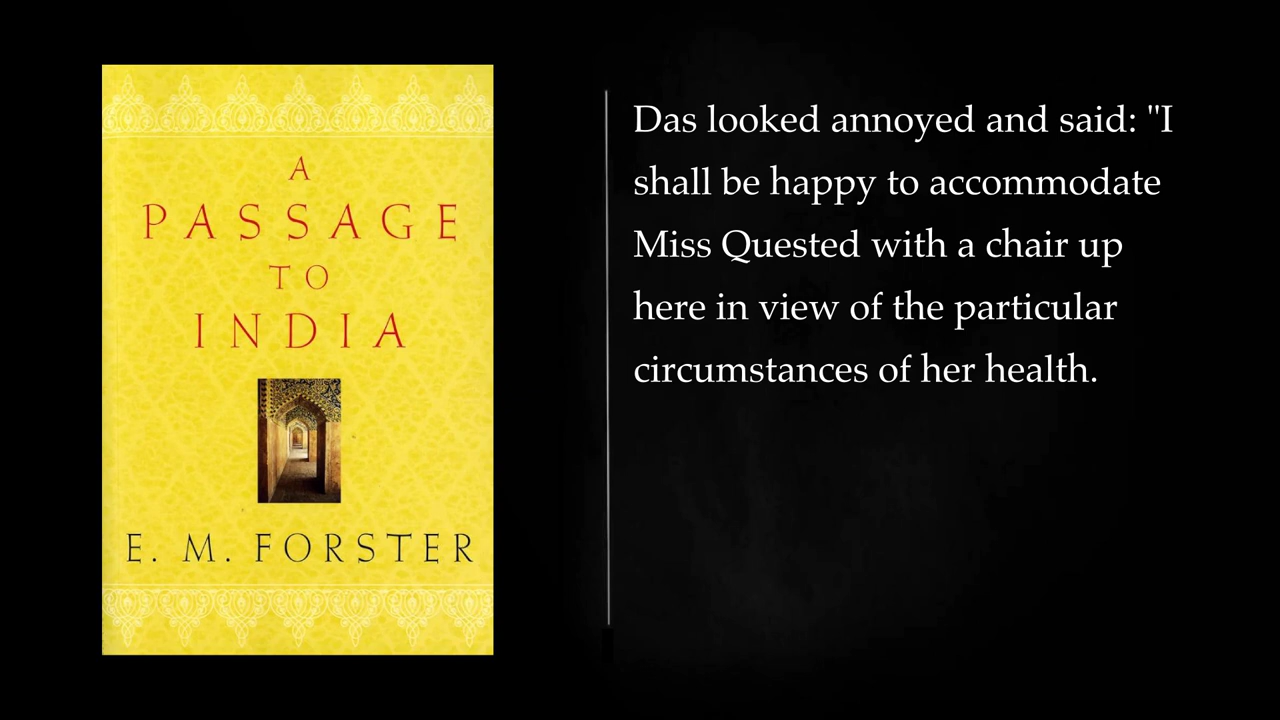 A
PASSAGE
TO
INDIA
E. M. FORSTER
Das looked annoyed and said: "I
shall be happy to accommodate
Miss Quested with a chair up
here in view of the particular
circumstances of her health.